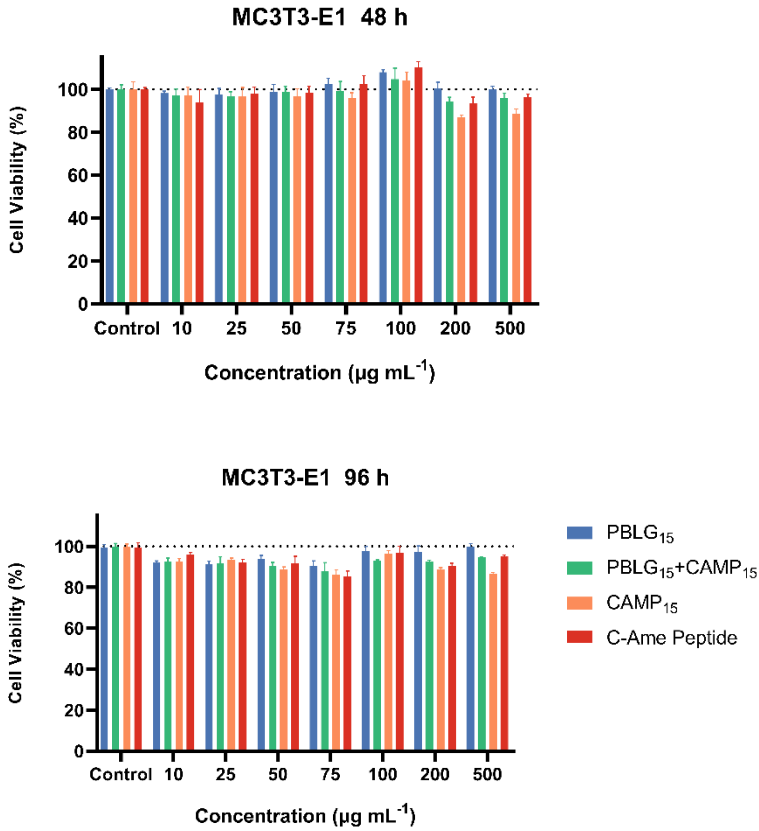 MC3T3-E1 48 h
Cell Viability (%)
100
80
60
40
20
0
Control 10 25 50 75 100 200 500
Concentration (µg mL⁻¹)
MC3T3-E1 96 h
Cell Viability (%)
100
80
60
40
20
0
Control 10 25 50 75 100 200 500
Concentration (µg mL⁻¹)
PBLG₁₅
PBLG₁₅+CAMP₁₅
CAMP₁₅
C-Ame Peptide